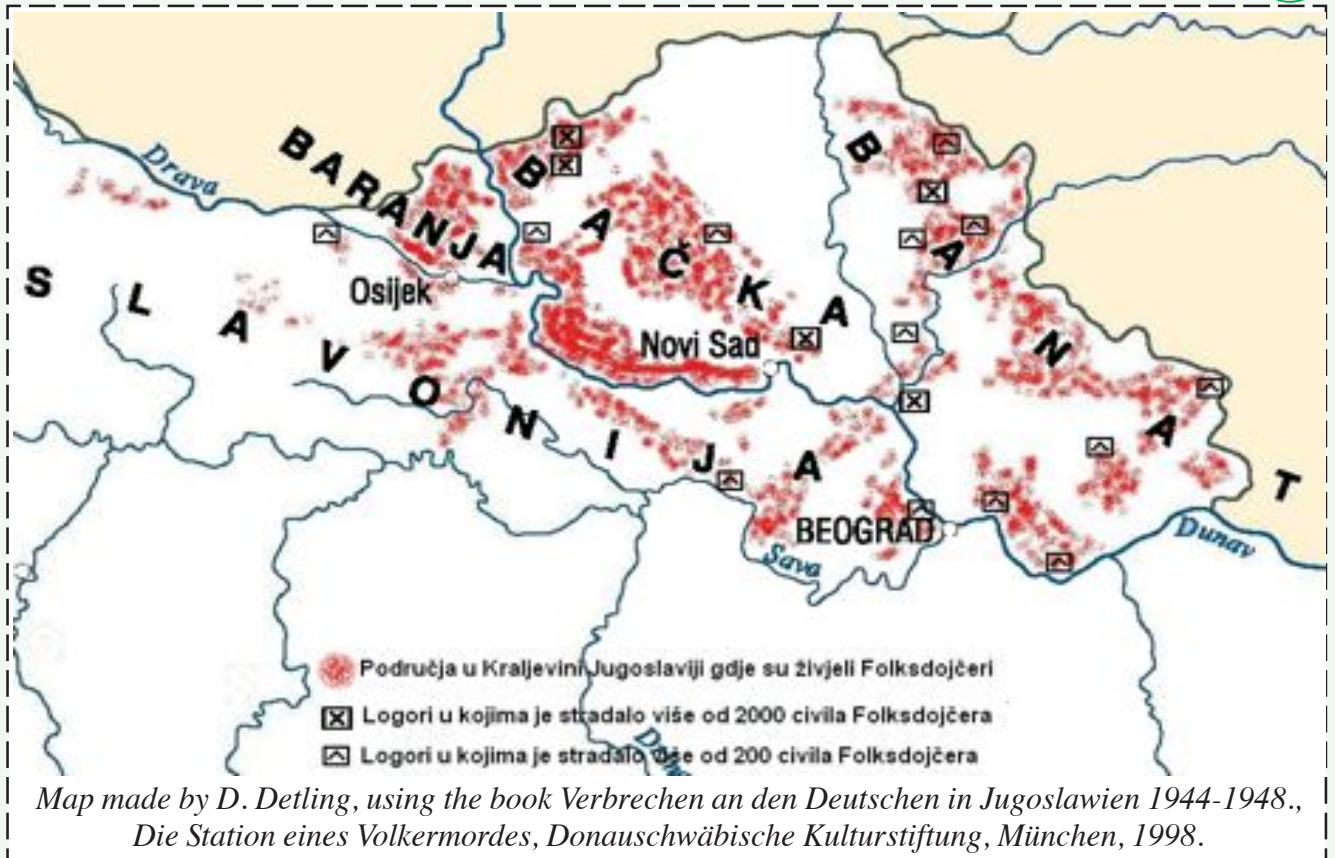 Drava
BARANJA
BAČKA
BANAT
SLAVONIJA
Osijek
Novi Sad
BEOGRAD
Sava
Dunav
Područja u Kraljevini Jugoslaviji gdje su živjeli Folksdojčeri
Logori u kojima je stradalo više od 2000 civila Folksdojčera
Logori u kojima je stradalo više od 200 civila Folksdojčera
Map made by D. Detling, using the book Verbrechen an den Deutschen in Jugoslawien 1944-1948.,
Die Station eines Volkermordes, Donauschwäbische Kulturstiftung, München, 1998.